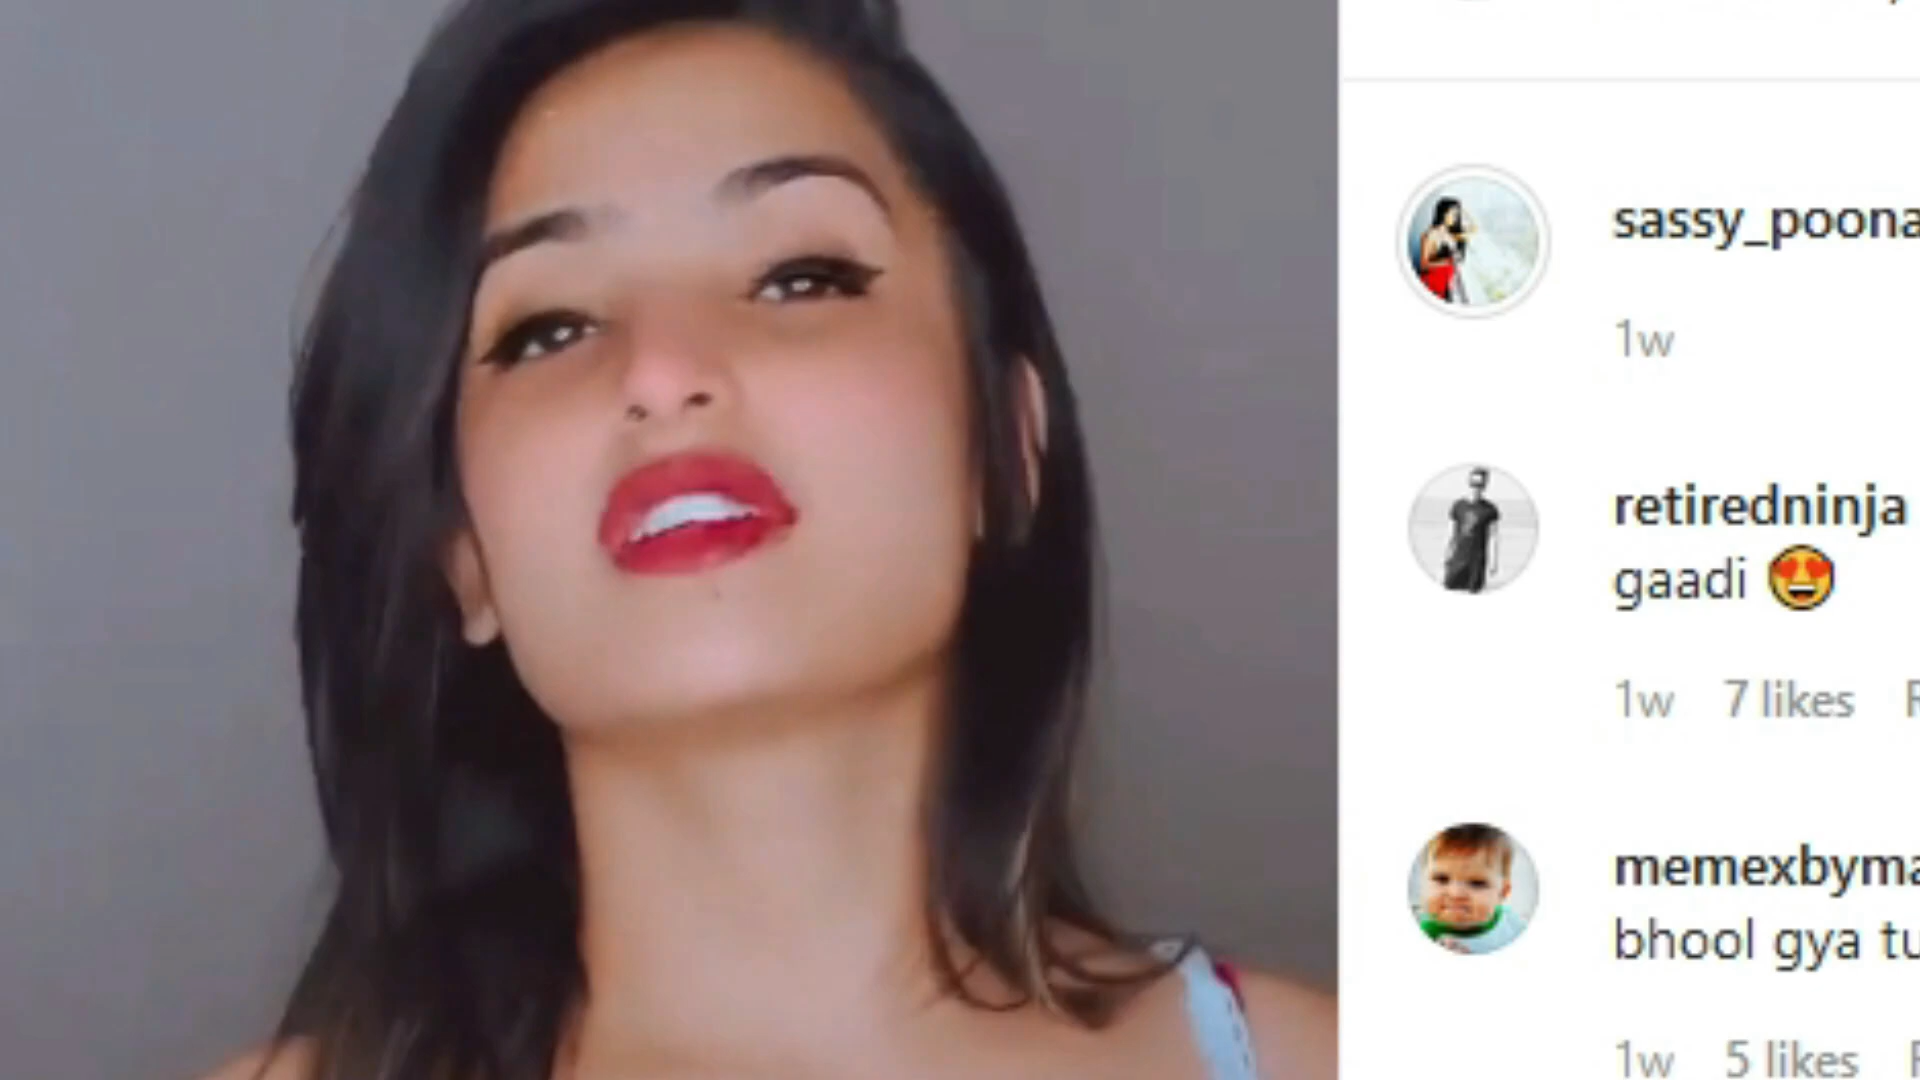 sassy_poona
1w
retiredninja
gaadi 😍
1w 7 likes
memexbyma
bhool gya tu
1w 5 likes